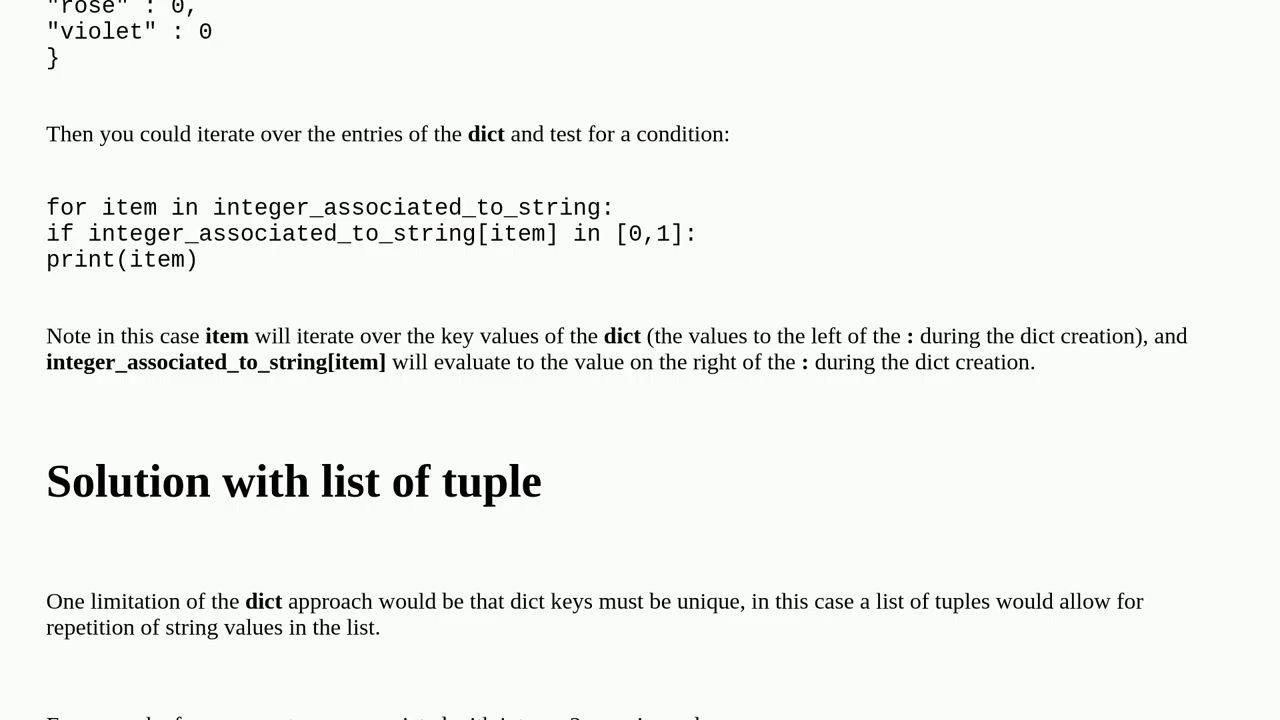 "rose" : 0,
"violet" : 0
}
Then you could iterate over the entries of the dict and test for a condition:
for item in integer_associated_to_string:
if integer_associated_to_string[item] in [0,1]:
print(item)
Note in this case item will iterate over the key values of the dict (the values to the left of the : during the dict creation), and
integer_associated_to_string[item] will evaluate to the value on the right of the : during the dict creation.
Solution with list of tuple
One limitation of the dict approach would be that dict keys must be unique, in this case a list of tuples would allow for
repetition of string values in the list.